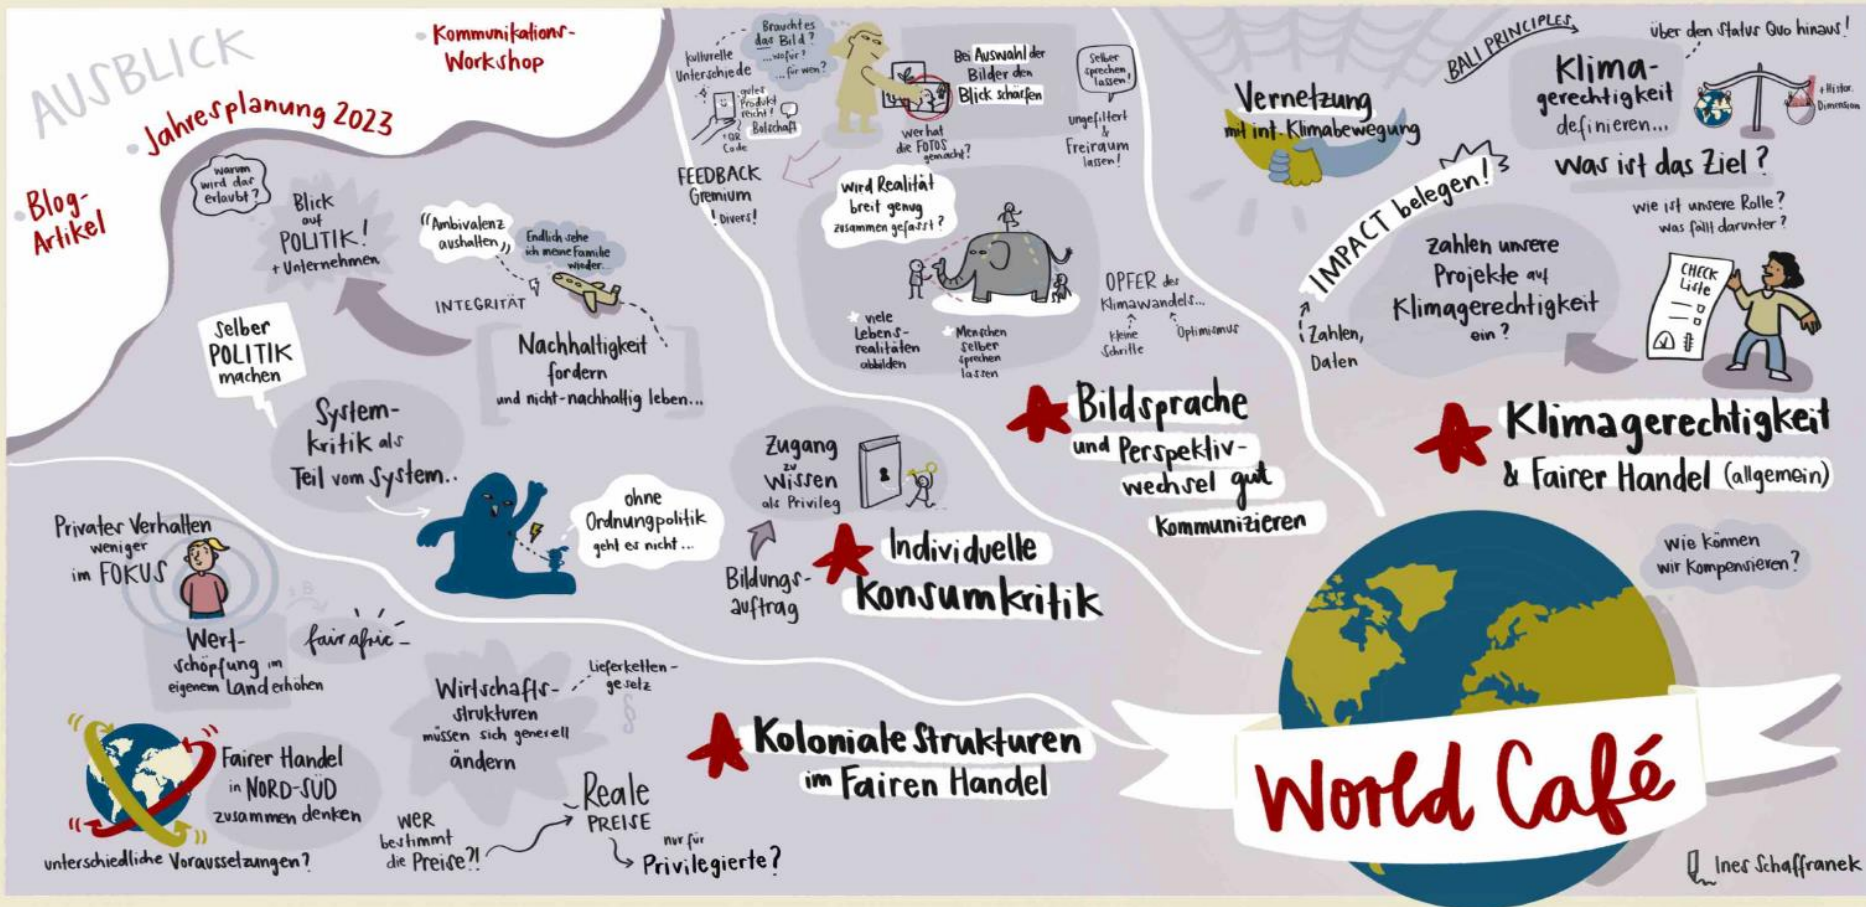 AUSBLICK
Kommunikations-
Workshop
Jahresplanung 2023
Blog-
Artikel
warum
wird das
erlaubt?
Blick
auf
POLITIK!
+ Unternehmen
"Ambivalenz
aushalten"
Endlich sehe
ich meine Familie
wieder...
INTEGRITÄT
Nachhaltigkeit
fordern
und nicht-nachhaltig leben...
Selber
POLITIK
machen
System-
kritik als
Teil vom System..
ohne
Ordnungpolitik
geht es nicht...
Zugang
zu
Wissen
als Privileg
Bildungs-
auftrag
Individuelle
Konsumkritik
kulturelle
Unterschiede
Brauchtes
das Bild?
...wofür?
...für wen?
gutes
Produkt
reicht!
Botschaft
QR
Code
FEEDBACK
Gremium
! Divers!
Bei Auswahl der
Bilder den
Blick schärfen
wer hat
die FOTOS
gemacht?
Selber
sprechen
lassen!
ungefiltert
&
Freiraum
lassen!
wird Realität
breit genug
zusammen gefasst?
viele
Lebens-
realitäten
abbilden
Menschen
selber
sprechen
lassen
OPFER des
Klimawandels...
kleine
Schritte
Optimismus
Bildsprache
und Perspektiv-
wechsel gut
Kommunizieren
Vernetzung
mit int. Klimabewegung
BALI PRINCIPLES
Klima-
gerechtigkeit
definieren...
über den Status Quo hinaus!
+ Histor.
Dimension
Was ist das Ziel?
wie ist unsere Rolle?
was fällt darunter?
IMPACT belegen!
Zahlen,
Daten
zahlen unsere
Projekte auf
Klimagerechtigkeit
ein?
CHECK
Liste
Klimagerechtigkeit
& Fairer Handel (allgemein)
wie können
wir Kompensieren?
Privates Verhalten
weniger
im FOKUS
Wert-
schöpfung im
eigenem Land erhöhen
z.B.
fairafric
Wirtschafts-
strukturen
müssen sich generell
ändern
Lieferketten-
gesetz
§
Fairer Handel
in NORD-SÜD
zusammen denken
unterschiedliche Voraussetzungen?
WER
bestimmt
die Preise?!
Reale
PREISE
nur für
Privilegierte?
Koloniale Strukturen
im Fairen Handel
World Café
Ines Schaffranek